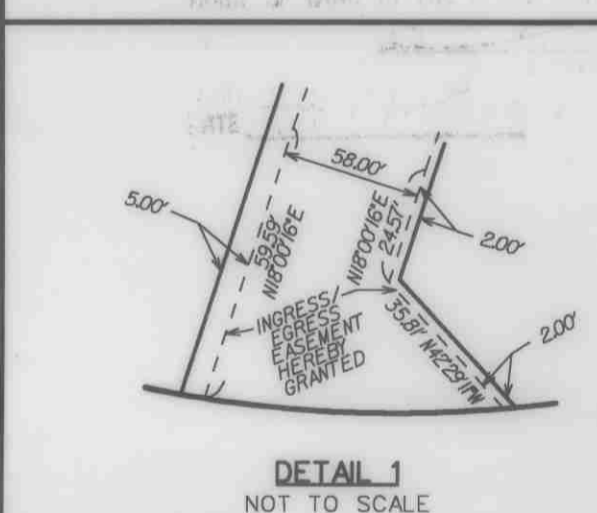 STA:
58.00'
5.00'
59.59'
N18°00'16"E
N18°00'16"E
24.57'
2.00'
INGRESS/
EGRESS
EASEMENT
HEREBY
GRANTED
35.81' N42°29'11"W
2.00'
DETAIL 1
NOT TO SCALE